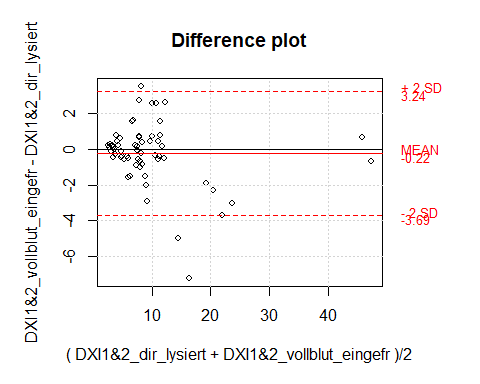 Difference plot
DXI1&2_vollblut_eingefr − DXI1&2_dir_lysiert
2
0
-2
-4
-6
+ 2 SD
3.24
MEAN
-0.22
- 2 SD
-3.69
10
20
30
40
( DXI1&2_dir_lysiert + DXI1&2_vollblut_eingefr )/2